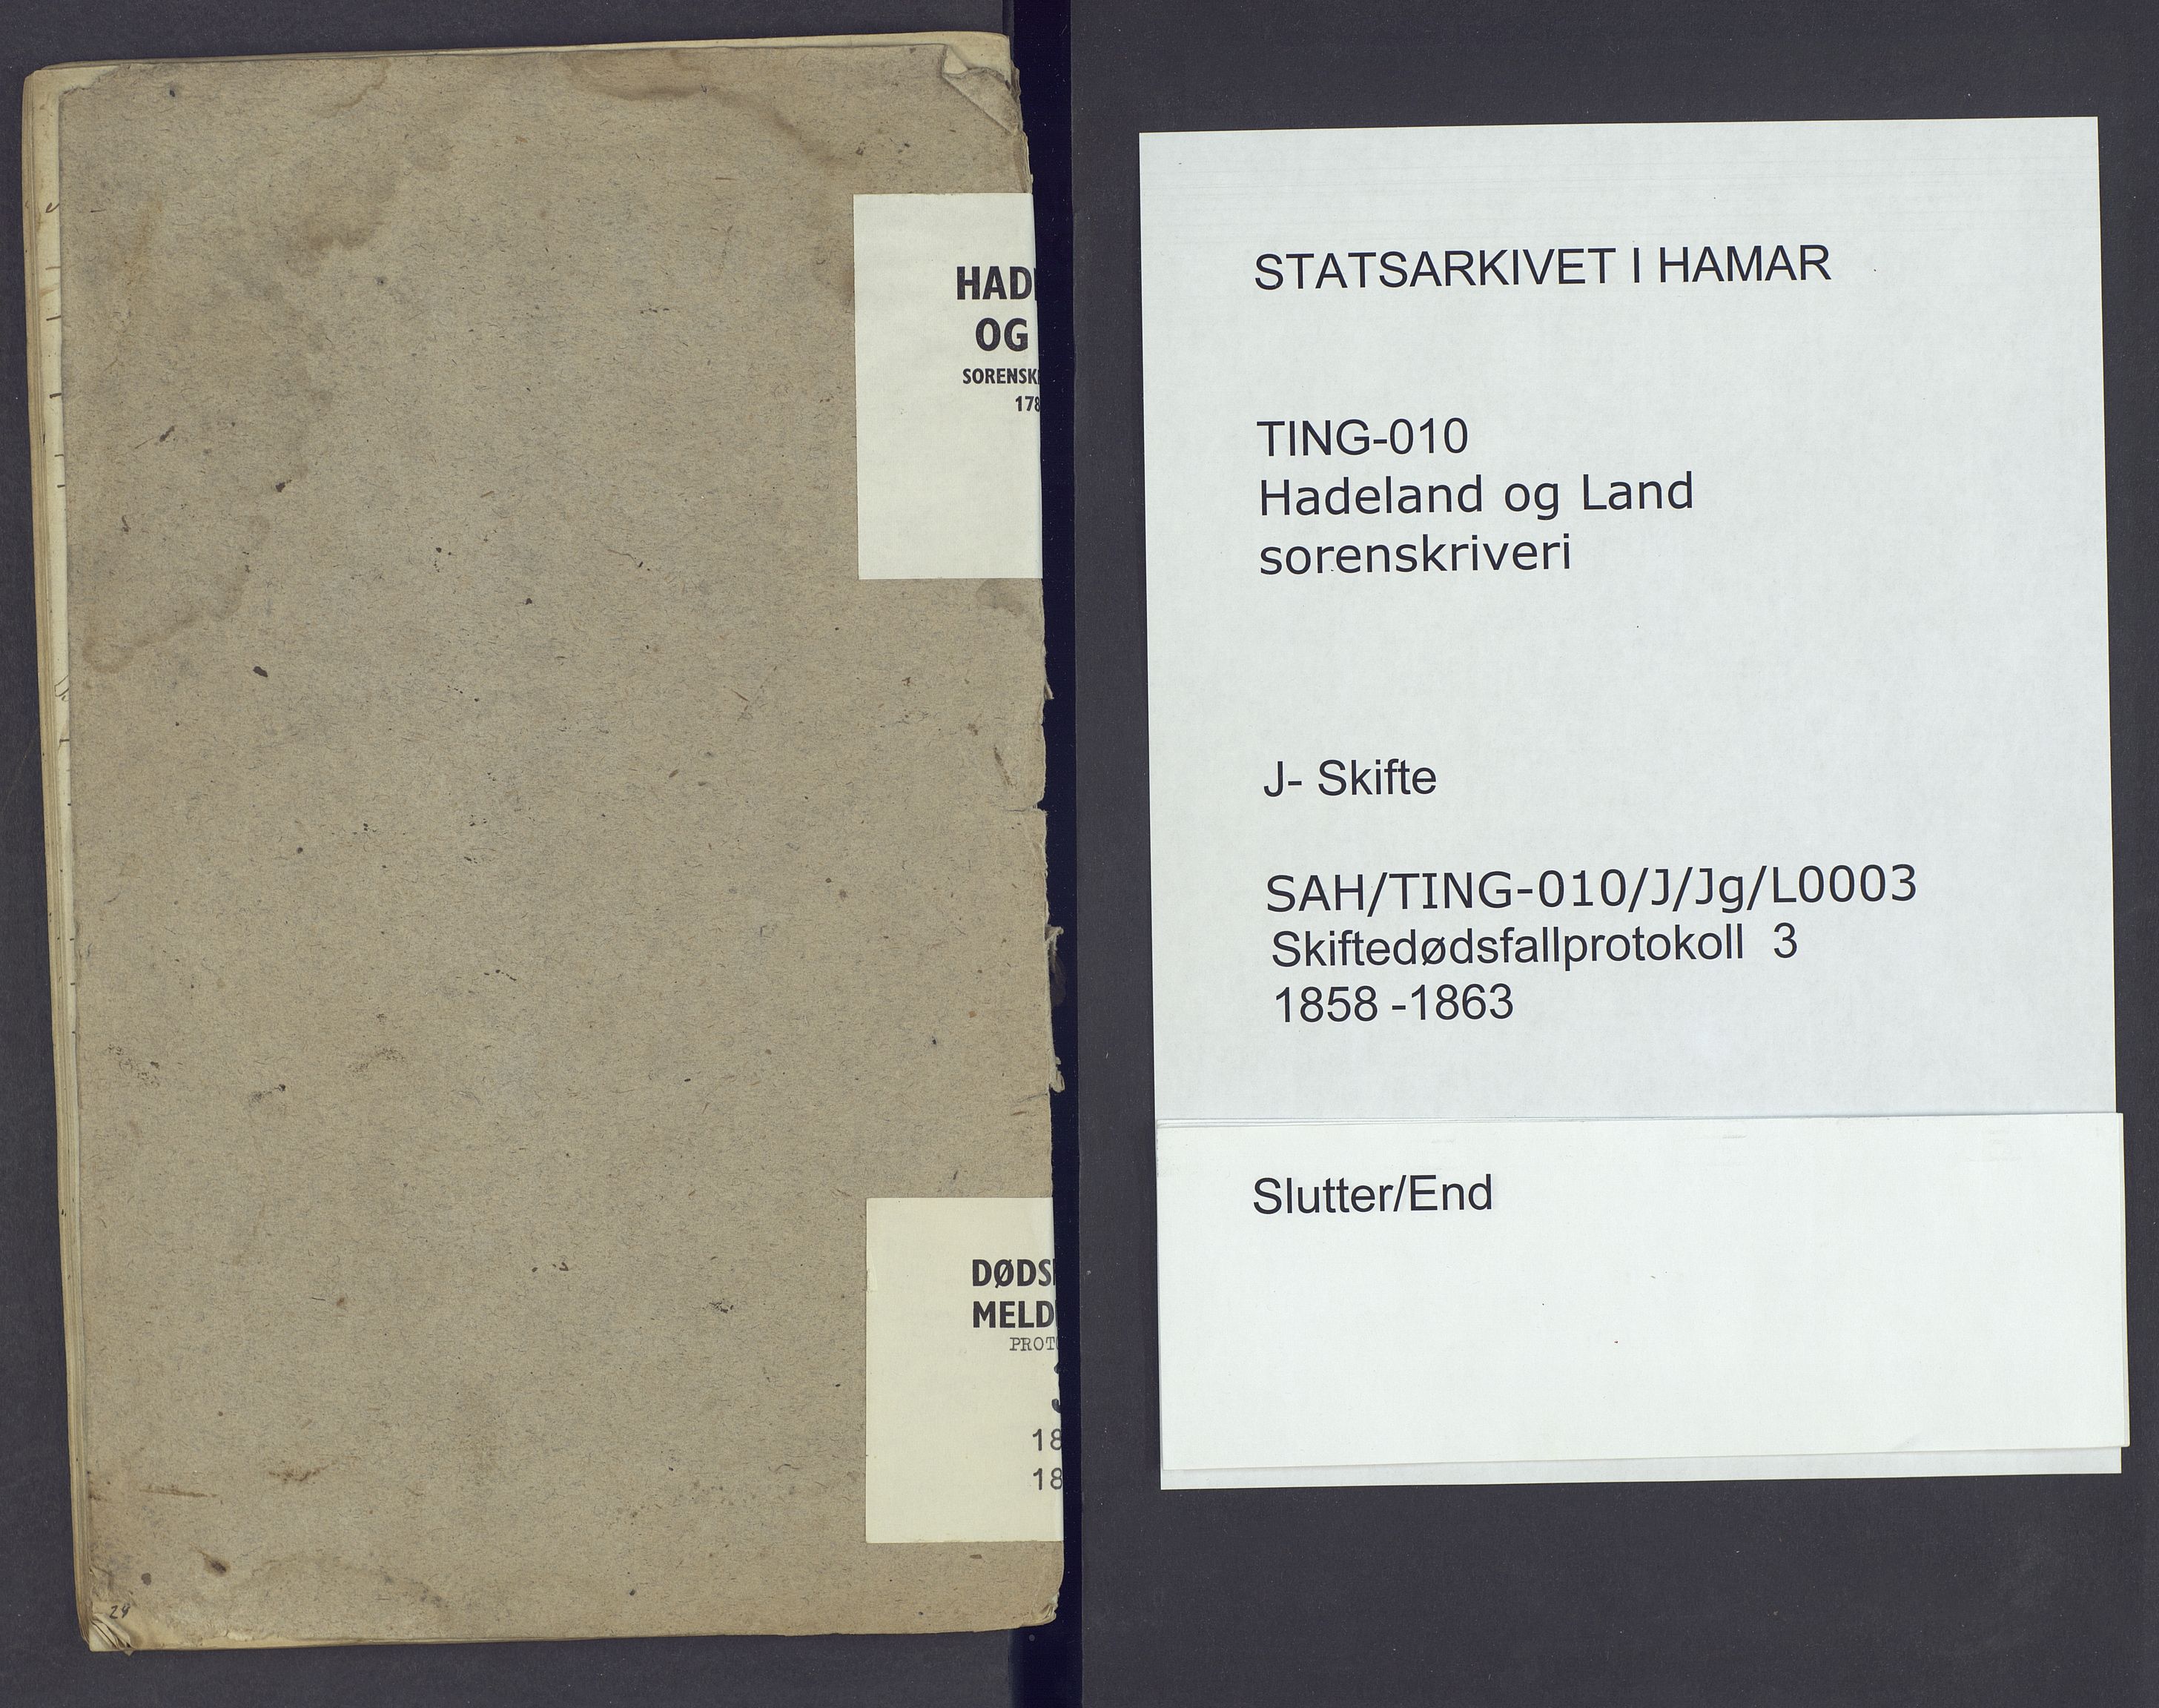 HAD
OG
SORENSK
178
DØDS
MELD
PROT
18
18
24
STATSARKIVET I HAMAR
TING-010
Hadeland og Land
sorenskriveri
J- Skifte
SAH/TING-010/J/Jg/L0003
Skiftedødsfallprotokoll 3
1858 -1863
Slutter/End